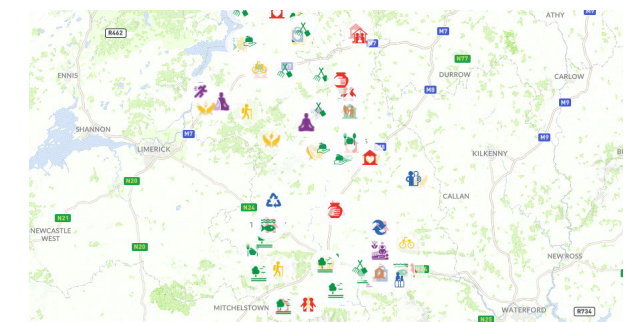 ATHY
R462
M7
M7
N77
ENNIS
DURROW
CARLOW
M8
M9
SHANNON
M7
M9
LIMERICK
KILKENNY
N20
CALLAN
N24
N21
NEWCASTLE
WEST
N20
NEW ROSS
MITCHELSTOWN
WATERFORD
R734
N25